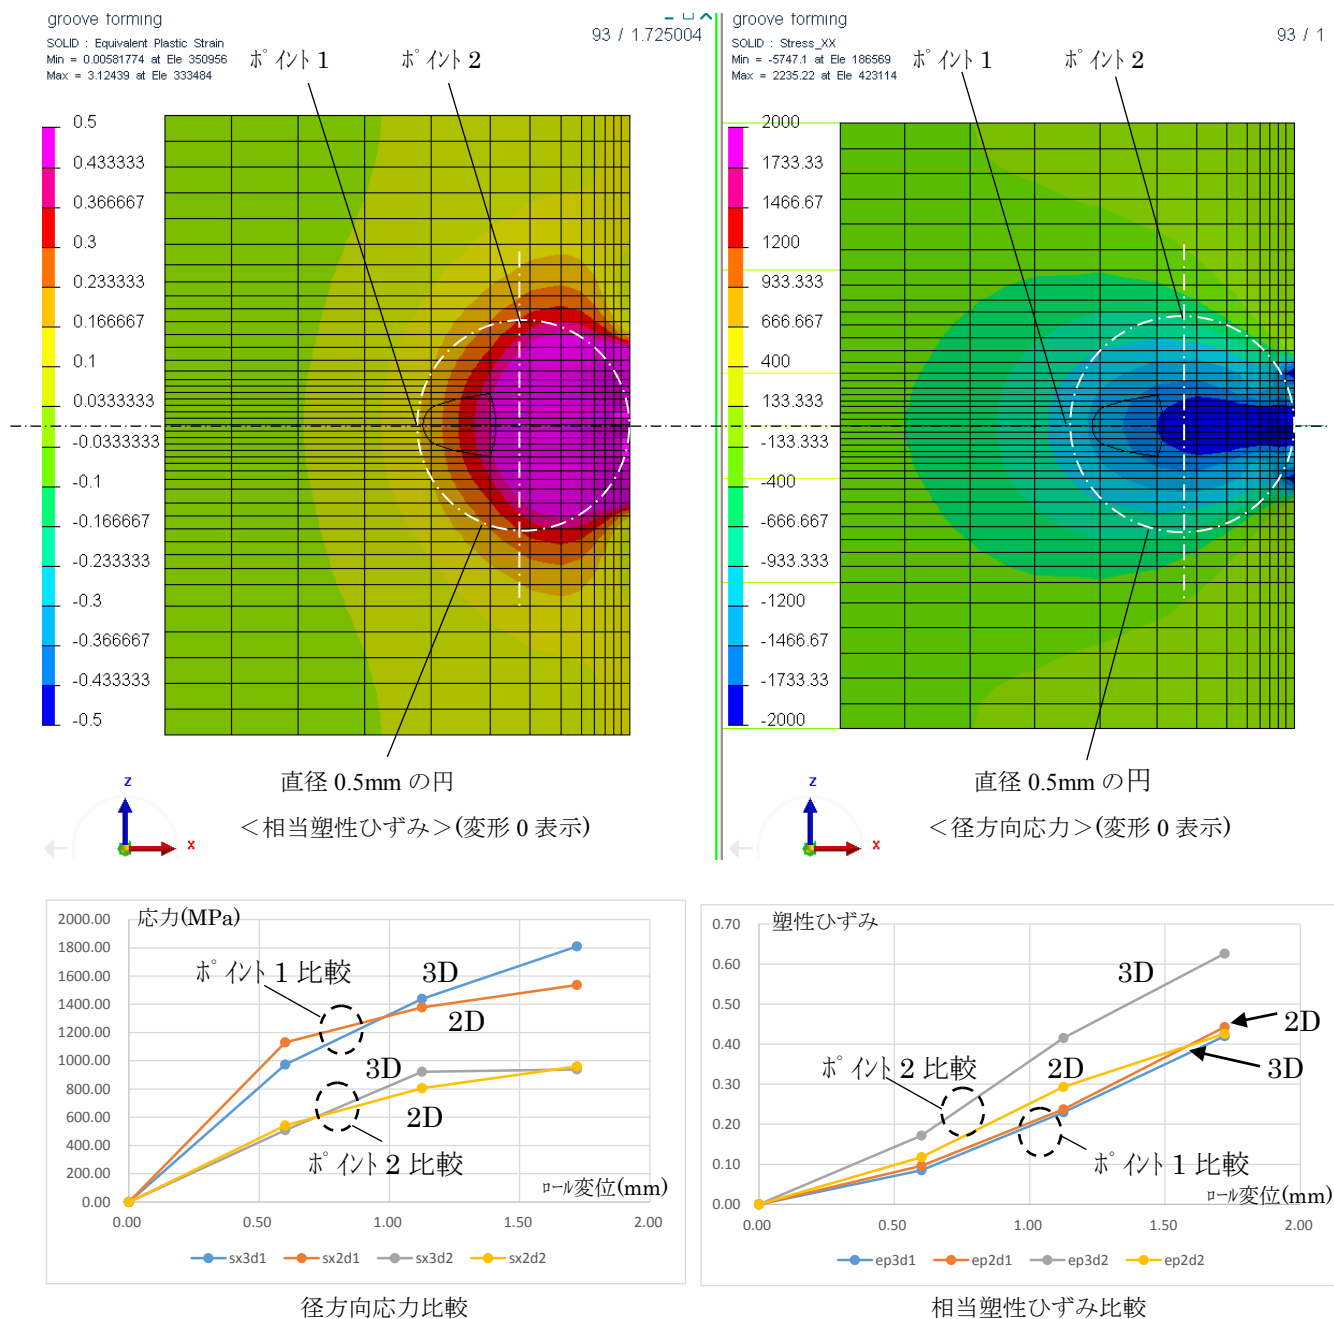 groove forming
SOLID : Equivalent Plastic Strain
Min = 0.00581774 at Ele 350956
Max = 3.12439 at Ele 333484
93 / 1.725004
ポイント 1
ポイント 2
0.5
0.433333
0.366667
0.3
0.233333
0.166667
0.1
0.0333333
-0.0333333
-0.1
-0.166667
-0.233333
-0.3
-0.366667
-0.433333
-0.5
直径 0.5mm の円
z
x
＜相当塑性ひずみ＞(変形 0 表示)
groove forming
SOLID : Stress_XX
Min = -5747.1 at Ele 186569
Max = 2235.22 at Ele 423114
93 / 1
ポイント 1
ポイント 2
2000
1733.33
1466.67
1200
933.333
666.667
400
133.333
-133.333
-400
-666.667
-933.333
-1200
-1466.67
-1733.33
-2000
直径 0.5mm の円
z
x
＜径方向応力＞(変形 0 表示)
応力(MPa)
2000.00
1800.00
1600.00
1400.00
1200.00
1000.00
800.00
600.00
400.00
200.00
0.00
ポイント 1 比較
3D
2D
3D
2D
ポイント 2 比較
ロール変位(mm)
0.00 0.50 1.00 1.50 2.00
sx3d1 sx2d1 sx3d2 sx2d2
径方向応力比較
塑性ひずみ
0.70
0.60
0.50
0.40
0.30
0.20
0.10
0.00
3D
2D
3D
ポイント 2 比較
2D
ポイント 1 比較
ロール変位(mm)
0.00 0.50 1.00 1.50 2.00
ep3d1 ep2d1 ep3d2 ep2d2
相当塑性ひずみ比較